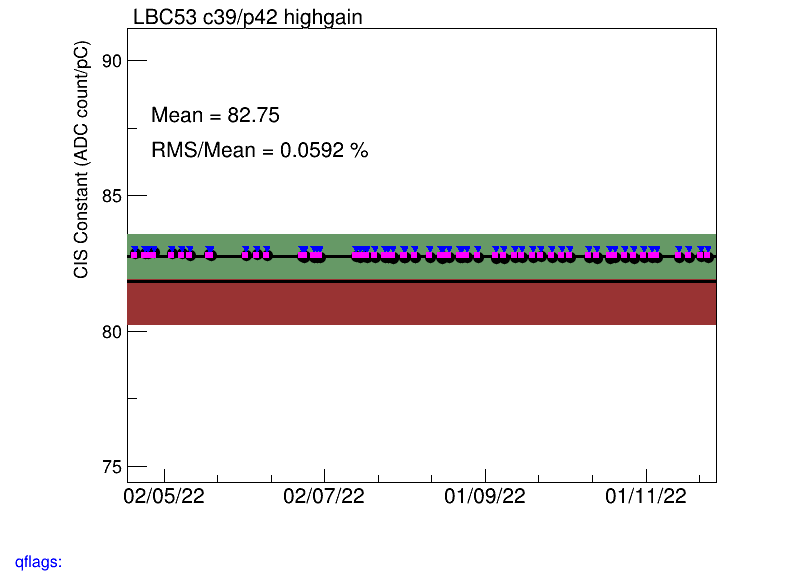 LBC53 c39/p42 highgain
CIS Constant (ADC count/pC)
90
Mean = 82.75
RMS/Mean = 0.0592 %
85
80
75
02/05/22 02/07/22 01/09/22 01/11/22
qflags: